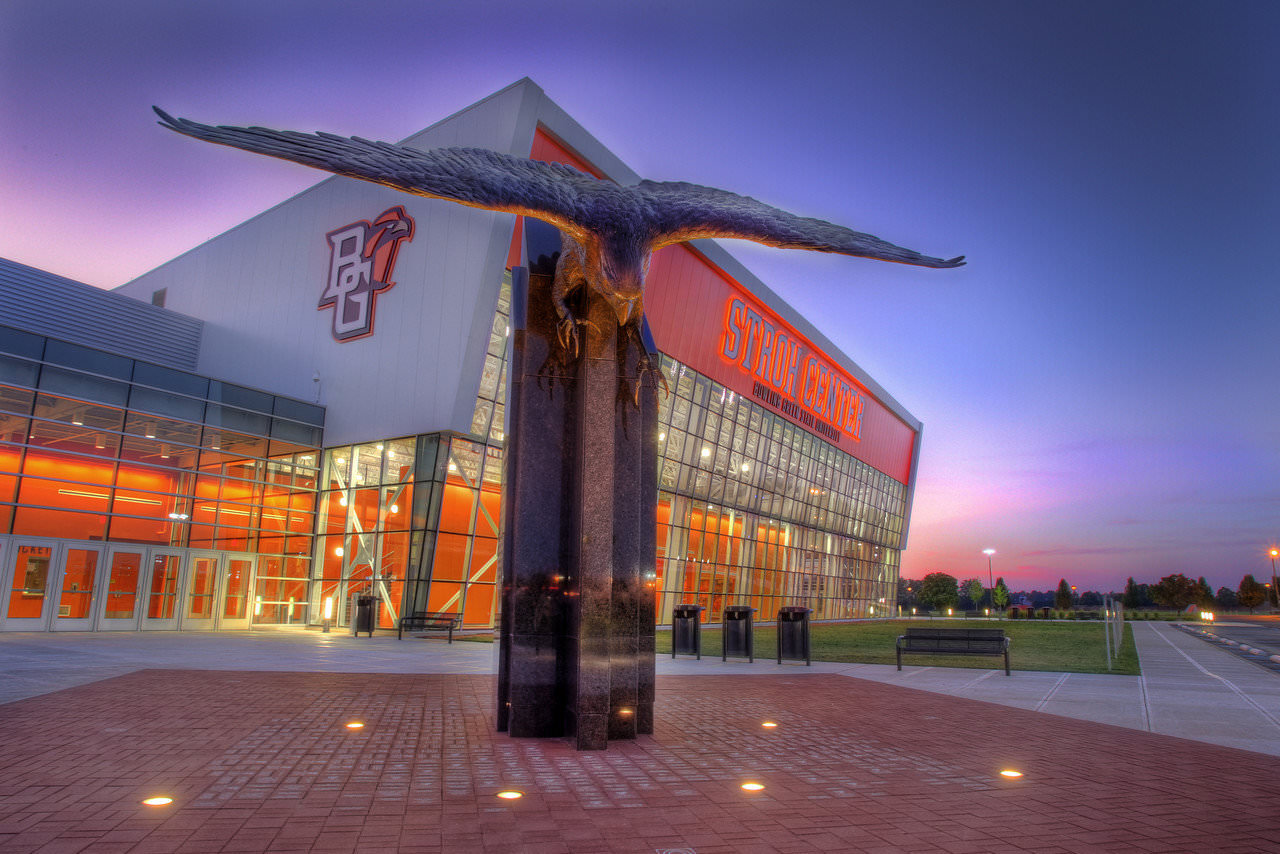 BG
STROH CENTER
BOWLING GREEN STATE UNIVERSITY